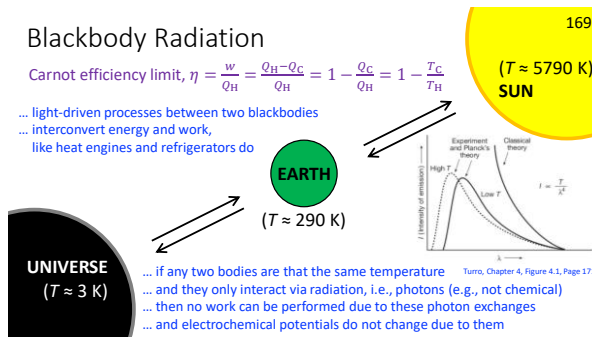 169
Blackbody Radiation
Carnot efficiency limit, η = w/Q_H = (Q_H−Q_C)/Q_H = 1 − Q_C/Q_H = 1 − T_C/T_H
(T ≈ 5790 K)
SUN
... light-driven processes between two blackbodies
... interconvert energy and work,
like heat engines and refrigerators do
EARTH
(T ≈ 290 K)
Experiment and Planck's theory
Classical theory
High T
Low T
I = T/λ⁴
I (Intensity of emission)
λ
UNIVERSE
(T ≈ 3 K)
... if any two bodies are that the same temperature
Turro, Chapter 4, Figure 4.1, Page 17
... and they only interact via radiation, i.e., photons (e.g., not chemical)
... then no work can be performed due to these photon exchanges
... and electrochemical potentials do not change due to them